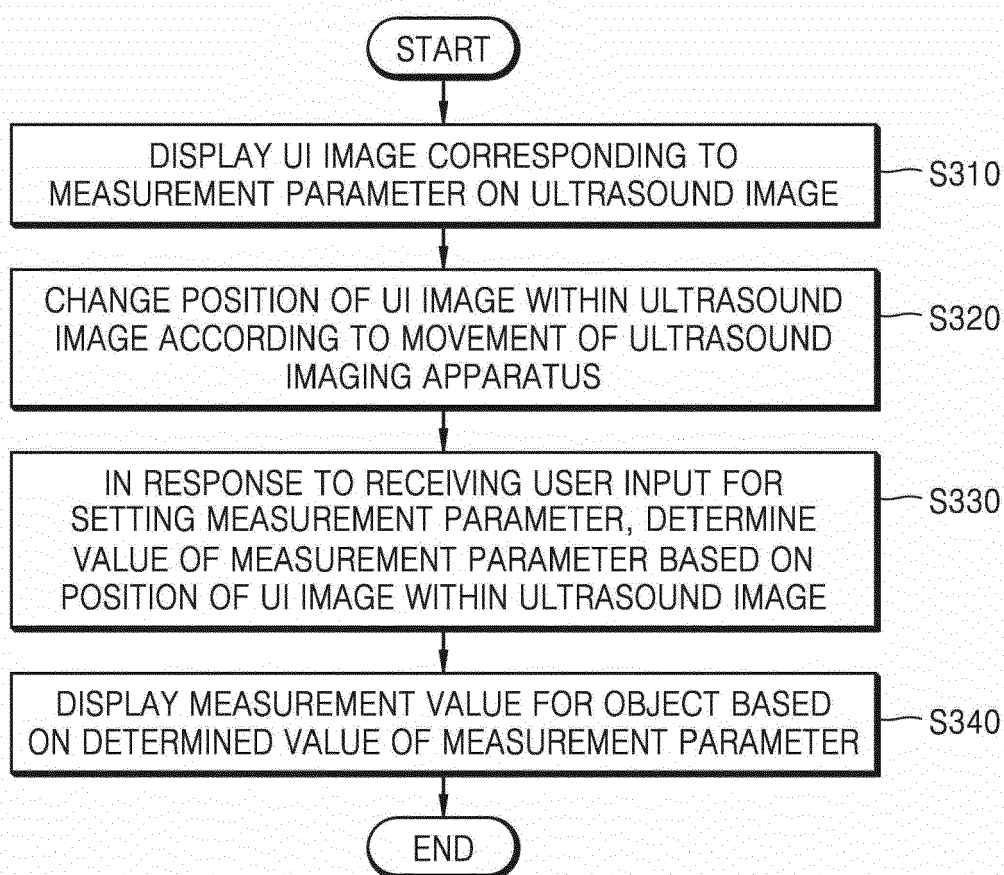 START
DISPLAY UI IMAGE CORRESPONDING TO
MEASUREMENT PARAMETER ON ULTRASOUND IMAGE
S310
CHANGE POSITION OF UI IMAGE WITHIN ULTRASOUND
IMAGE ACCORDING TO MOVEMENT OF ULTRASOUND
IMAGING APPARATUS
S320
IN RESPONSE TO RECEIVING USER INPUT FOR
SETTING MEASUREMENT PARAMETER, DETERMINE
VALUE OF MEASUREMENT PARAMETER BASED ON
POSITION OF UI IMAGE WITHIN ULTRASOUND IMAGE
S330
DISPLAY MEASUREMENT VALUE FOR OBJECT BASED
ON DETERMINED VALUE OF MEASUREMENT PARAMETER
S340
END